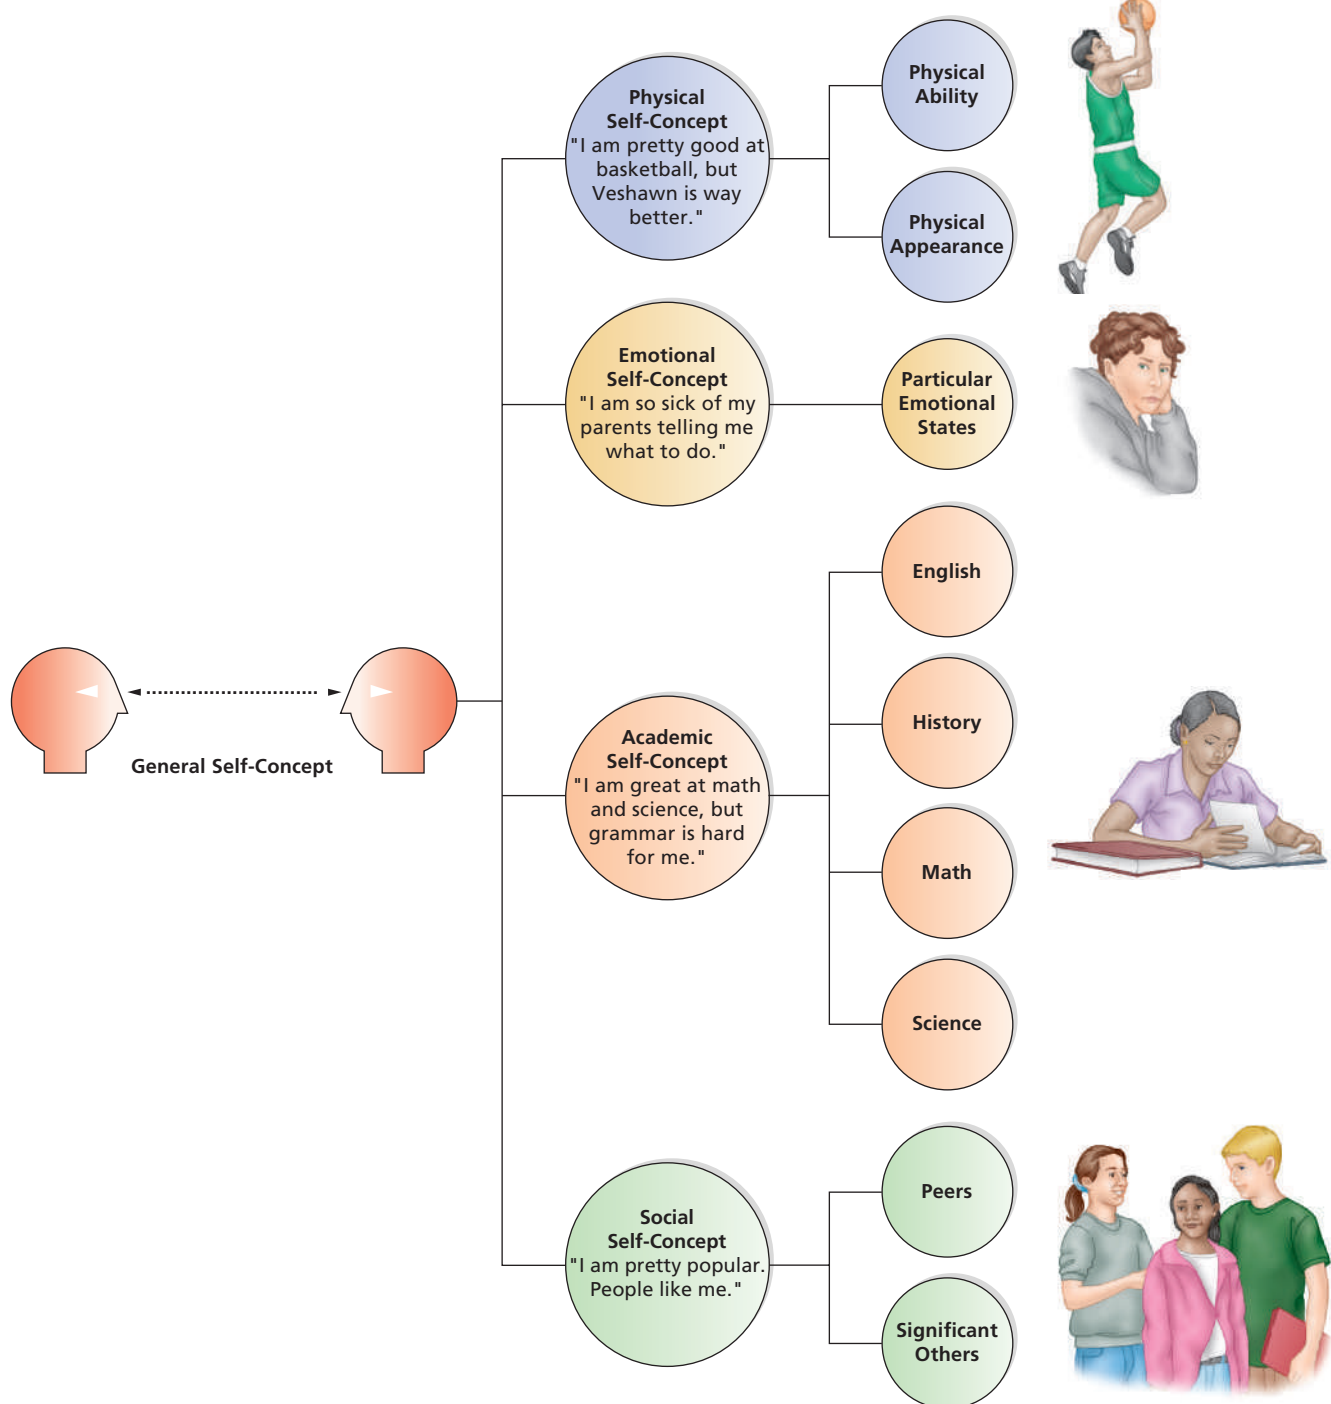 Physical
Self-Concept
"I am pretty good at
basketball, but
Veshawn is way
better."
Physical
Ability
Physical
Appearance
Emotional
Self-Concept
"I am so sick of my
parents telling me
what to do."
Particular
Emotional
States
General Self-Concept
Academic
Self-Concept
"I am great at math
and science, but
grammar is hard
for me."
English
History
Math
Science
Social
Self-Concept
"I am pretty popular.
People like me."
Peers
Significant
Others